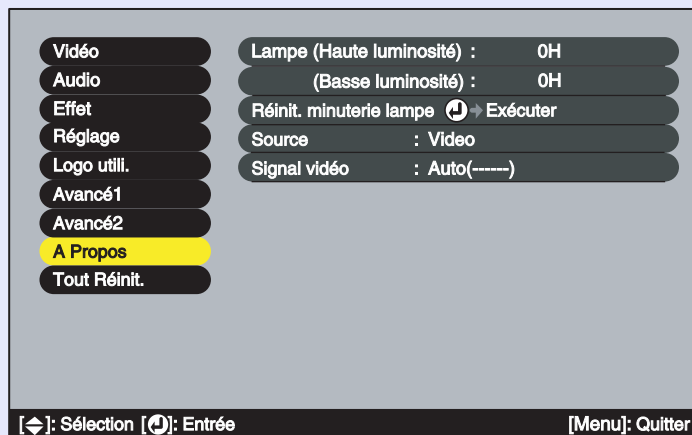 Vidéo
Audio
Effet
Réglage
Logo utili.
Avancé1
Avancé2
A Propos
Tout Réinit.
Lampe (Haute luminosité) : 0H
(Basse luminosité) : 0H
Réinit. minuterie lampe Exécuter
Source : Video
Signal vidéo : Auto(------)
[ ]: Sélection [ ]: Entrée [Menu]: Quitter